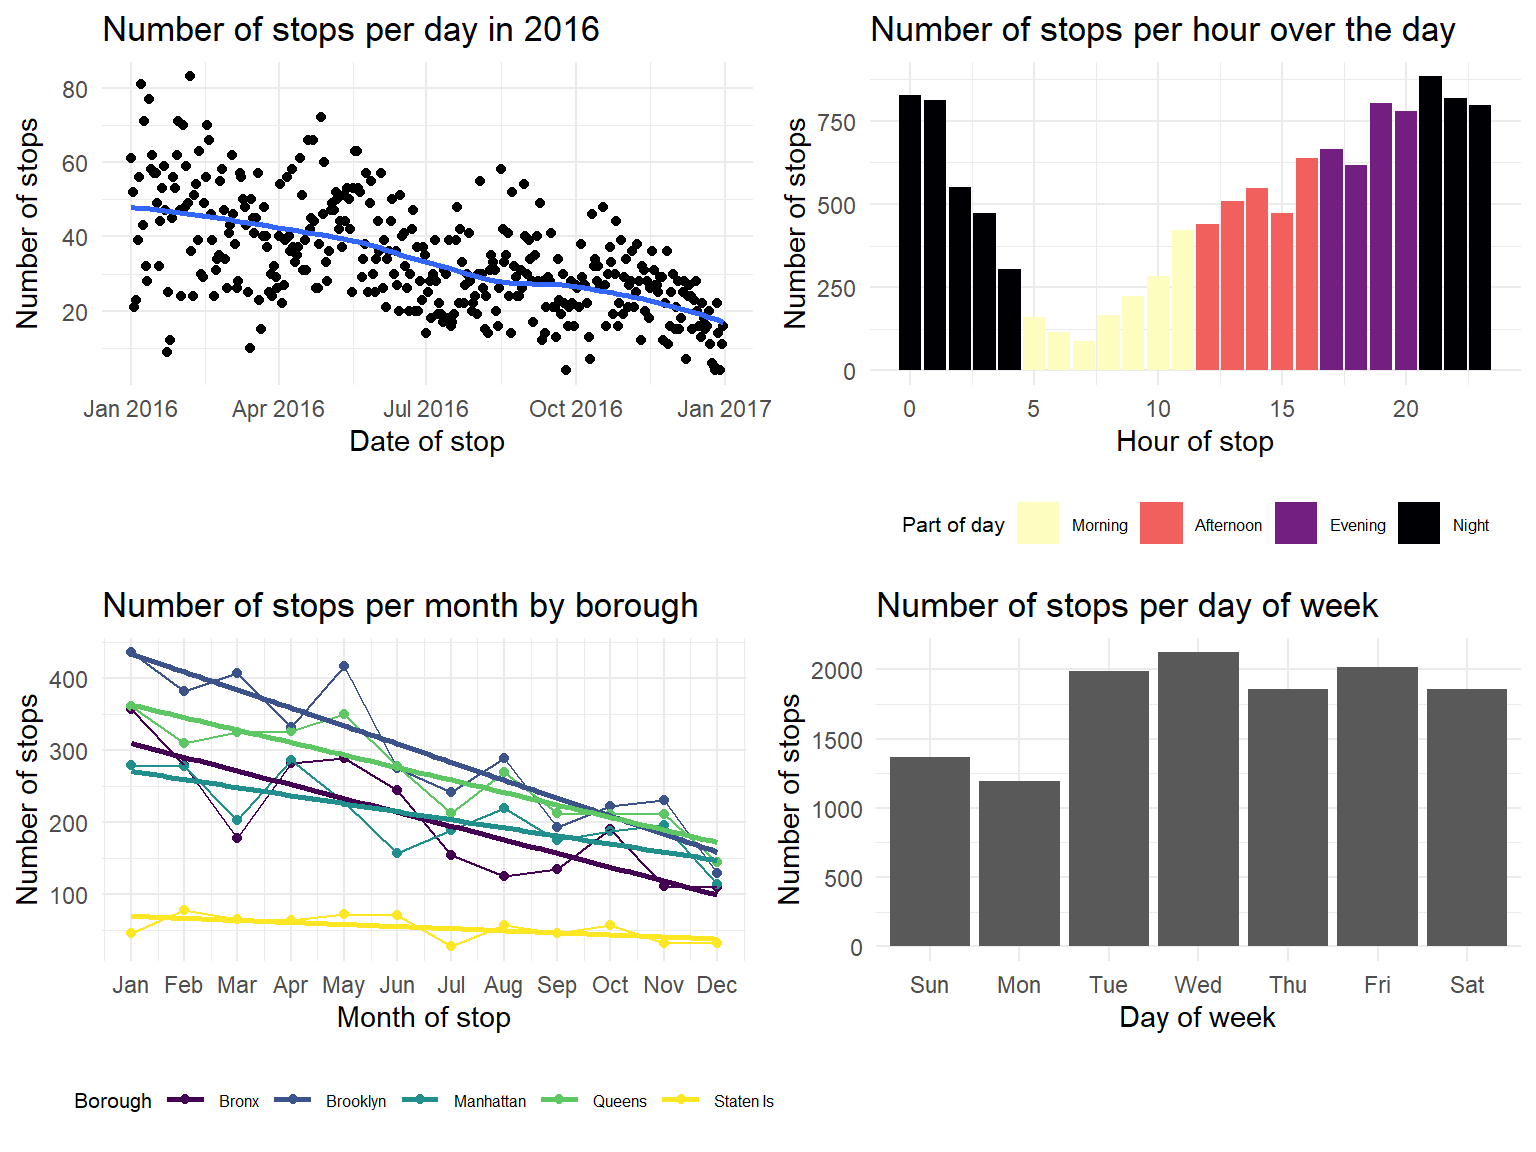 Number of stops per day in 2016
Number of stops
80
60
40
20
Jan 2016 Apr 2016 Jul 2016 Oct 2016 Jan 2017
Date of stop
Number of stops per hour over the day
Number of stops
750
500
250
0
0 5 10 15 20
Hour of stop
Part of day Morning Afternoon Evening Night
Number of stops per month by borough
Number of stops
400
300
200
100
Jan Feb Mar Apr May Jun Jul Aug Sep Oct Nov Dec
Month of stop
Borough Bronx Brooklyn Manhattan Queens Staten Is
Number of stops per day of week
Number of stops
2000
1500
1000
500
0
Sun Mon Tue Wed Thu Fri Sat
Day of week